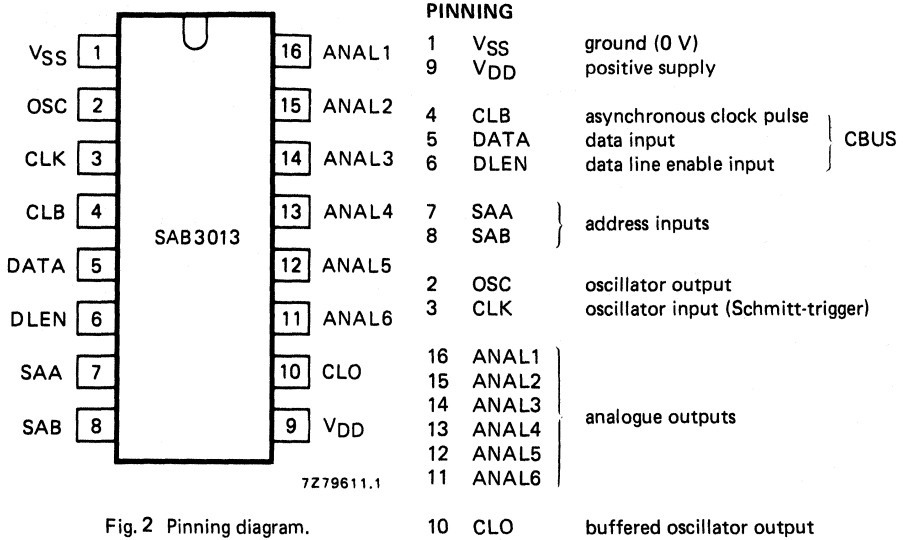 V_SS 1 16 ANAL1
OSC 2 15 ANAL2
CLK 3 14 ANAL3
CLB 4 13 ANAL4
SAB3013
DATA 5 12 ANAL5
DLEN 6 11 ANAL6
SAA 7 10 CLO
SAB 8 9 V_DD
7Z79611.1
Fig. 2 Pinning diagram.
PINNING
1 V_SS ground (0 V)
9 V_DD positive supply
4 CLB asynchronous clock pulse
5 DATA data input
6 DLEN data line enable input
CBUS
7 SAA
8 SAB
address inputs
2 OSC oscillator output
3 CLK oscillator input (Schmitt-trigger)
16 ANAL1
15 ANAL2
14 ANAL3
13 ANAL4
12 ANAL5
11 ANAL6
analogue outputs
10 CLO buffered oscillator output